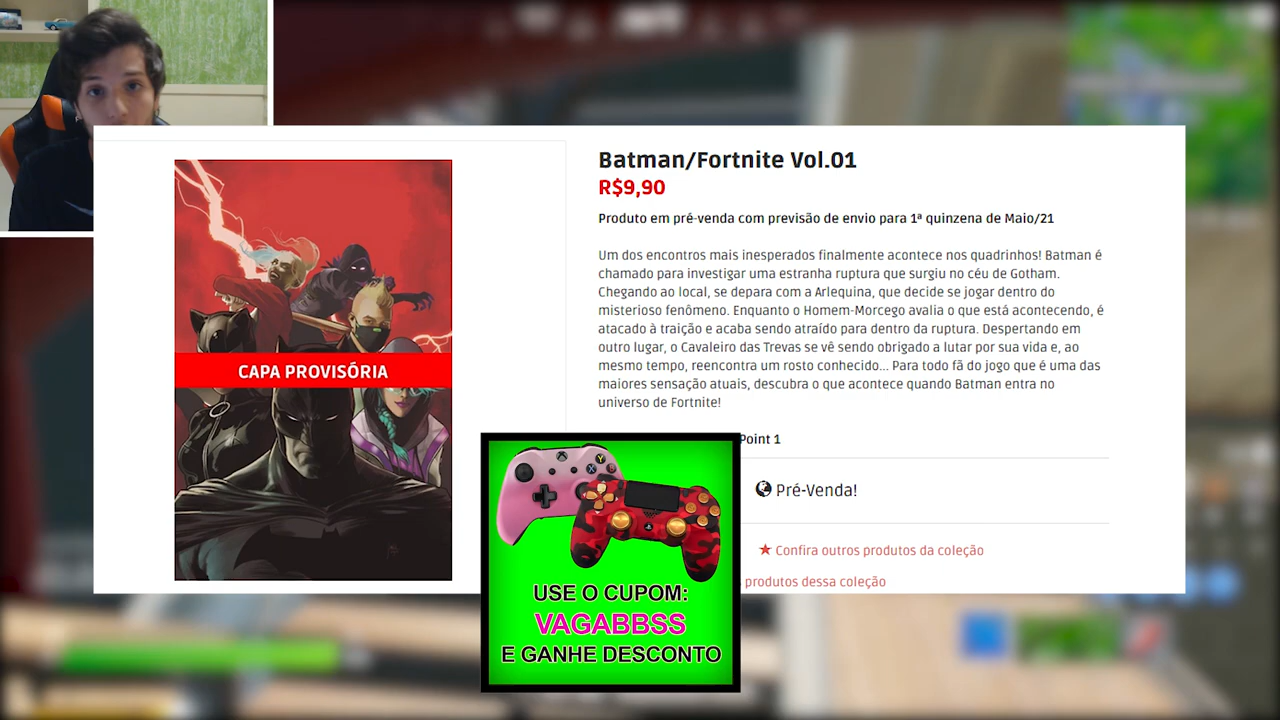 Batman/Fortnite Vol.01
R$9,90
Produto em pré-venda com previsão de envio para 1ª quinzena de Maio/21
Um dos encontros mais inesperados finalmente acontece nos quadrinhos! Batman é
chamado para investigar uma estranha ruptura que surgiu no céu de Gotham.
Chegando ao local, se depara com a Arlequina, que decide se jogar dentro do
misterioso fenômeno. Enquanto o Homem-Morcego avalia o que está acontecendo, é
atacado à traição e acaba sendo atraído para dentro da ruptura. Despertando em
outro lugar, o Cavaleiro das Trevas se vê sendo obrigado a lutar por sua vida e, ao
mesmo tempo, reencontra um rosto conhecido... Para todo fã do jogo que é uma das
maiores sensação atuais, descubra o que acontece quando Batman entra no
universo de Fortnite!
CAPA PROVISÓRIA
Point 1
Pré-Venda!
Confira outros produtos da coleção
produtos dessa coleção
USE O CUPOM:
VAGABBSS
E GANHE DESCONTO